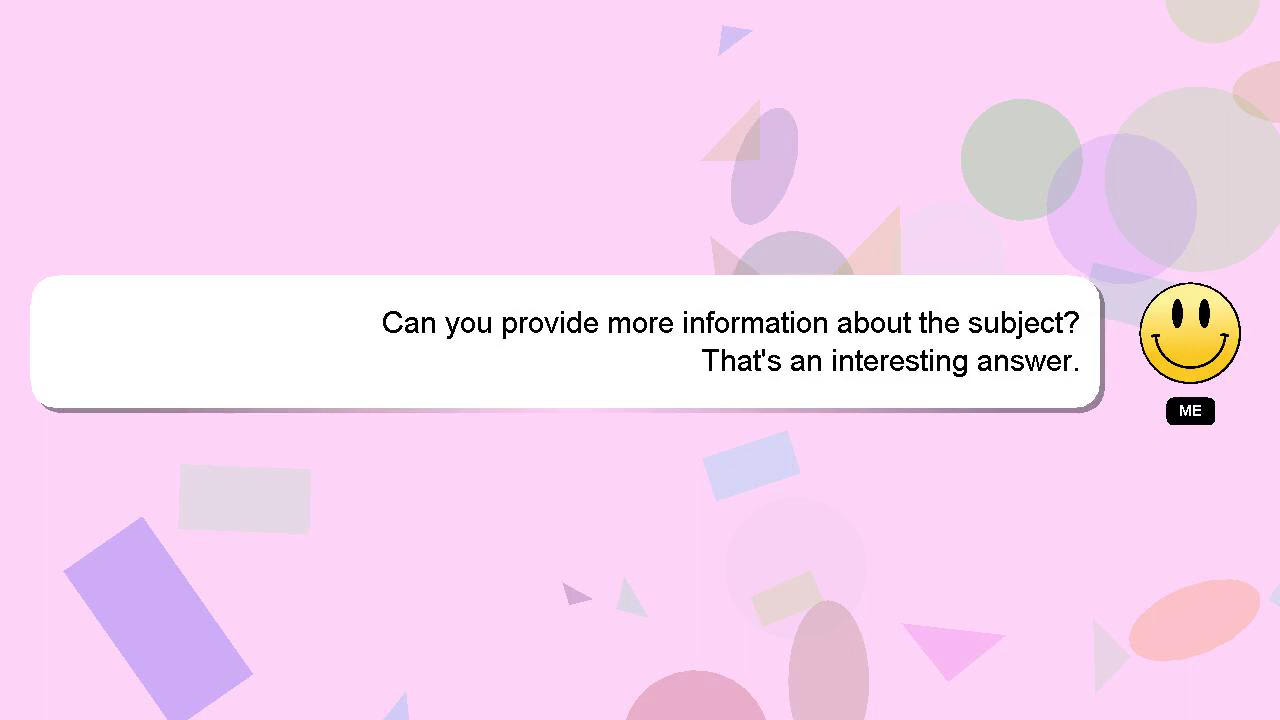 Can you provide more information about the subject?
That's an interesting answer.
ME